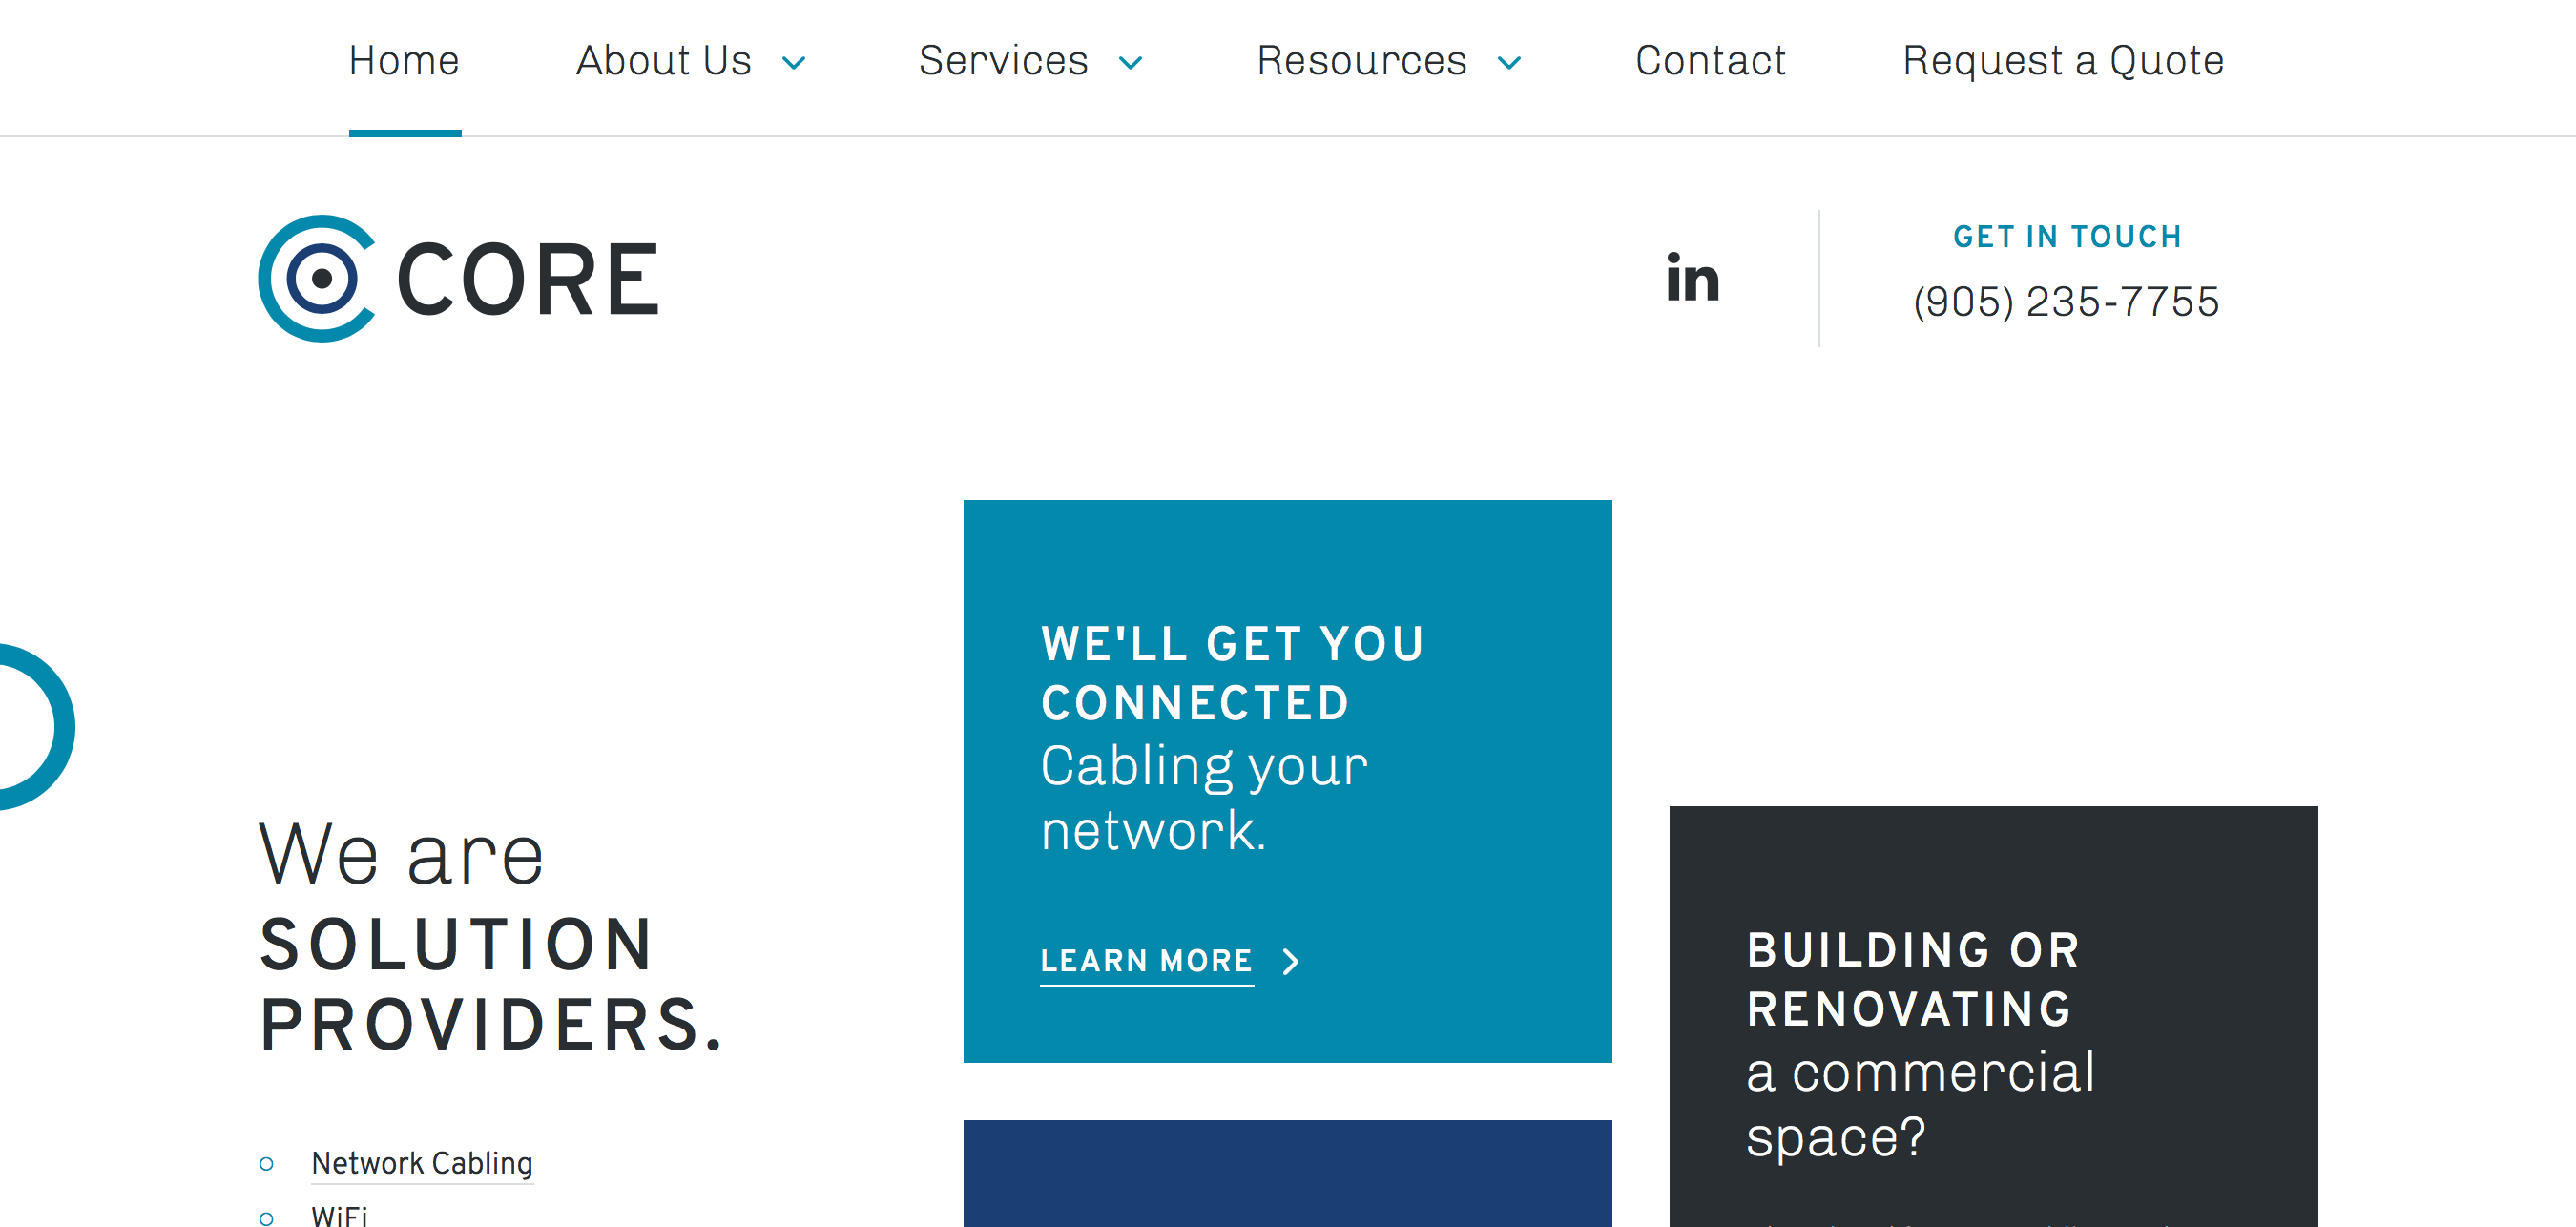 Home About Us Services Resources Contact Request a Quote
CORE
in
GET IN TOUCH
(905) 235-7755
We are
SOLUTION
PROVIDERS.
Network Cabling
WiFi
WE'LL GET YOU
CONNECTED
Cabling your
network.
LEARN MORE
BUILDING OR
RENOVATING
a commercial
space?